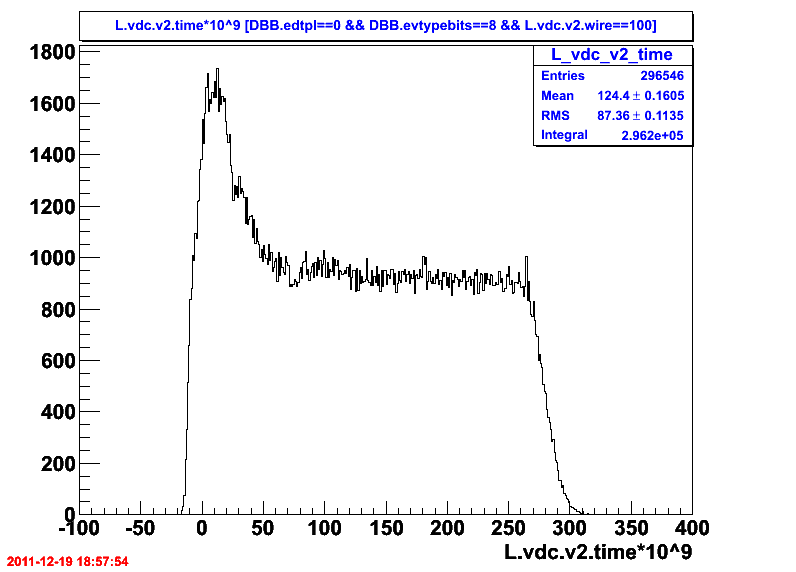 L.vdc.v2.time*10^9 [DBB.edtpl==0 && DBB.evtypebits==8 && L.vdc.v2.wire==100]
L_vdc_v2_time
Entries 296546
Mean 124.4 ± 0.1605
RMS 87.36 ± 0.1135
Integral 2.962e+05
1800
1600
1400
1200
1000
800
600
400
200
0
-100 -50 0 50 100 150 200 250 300 350 400
L.vdc.v2.time*10^9
2011-12-19 18:57:54